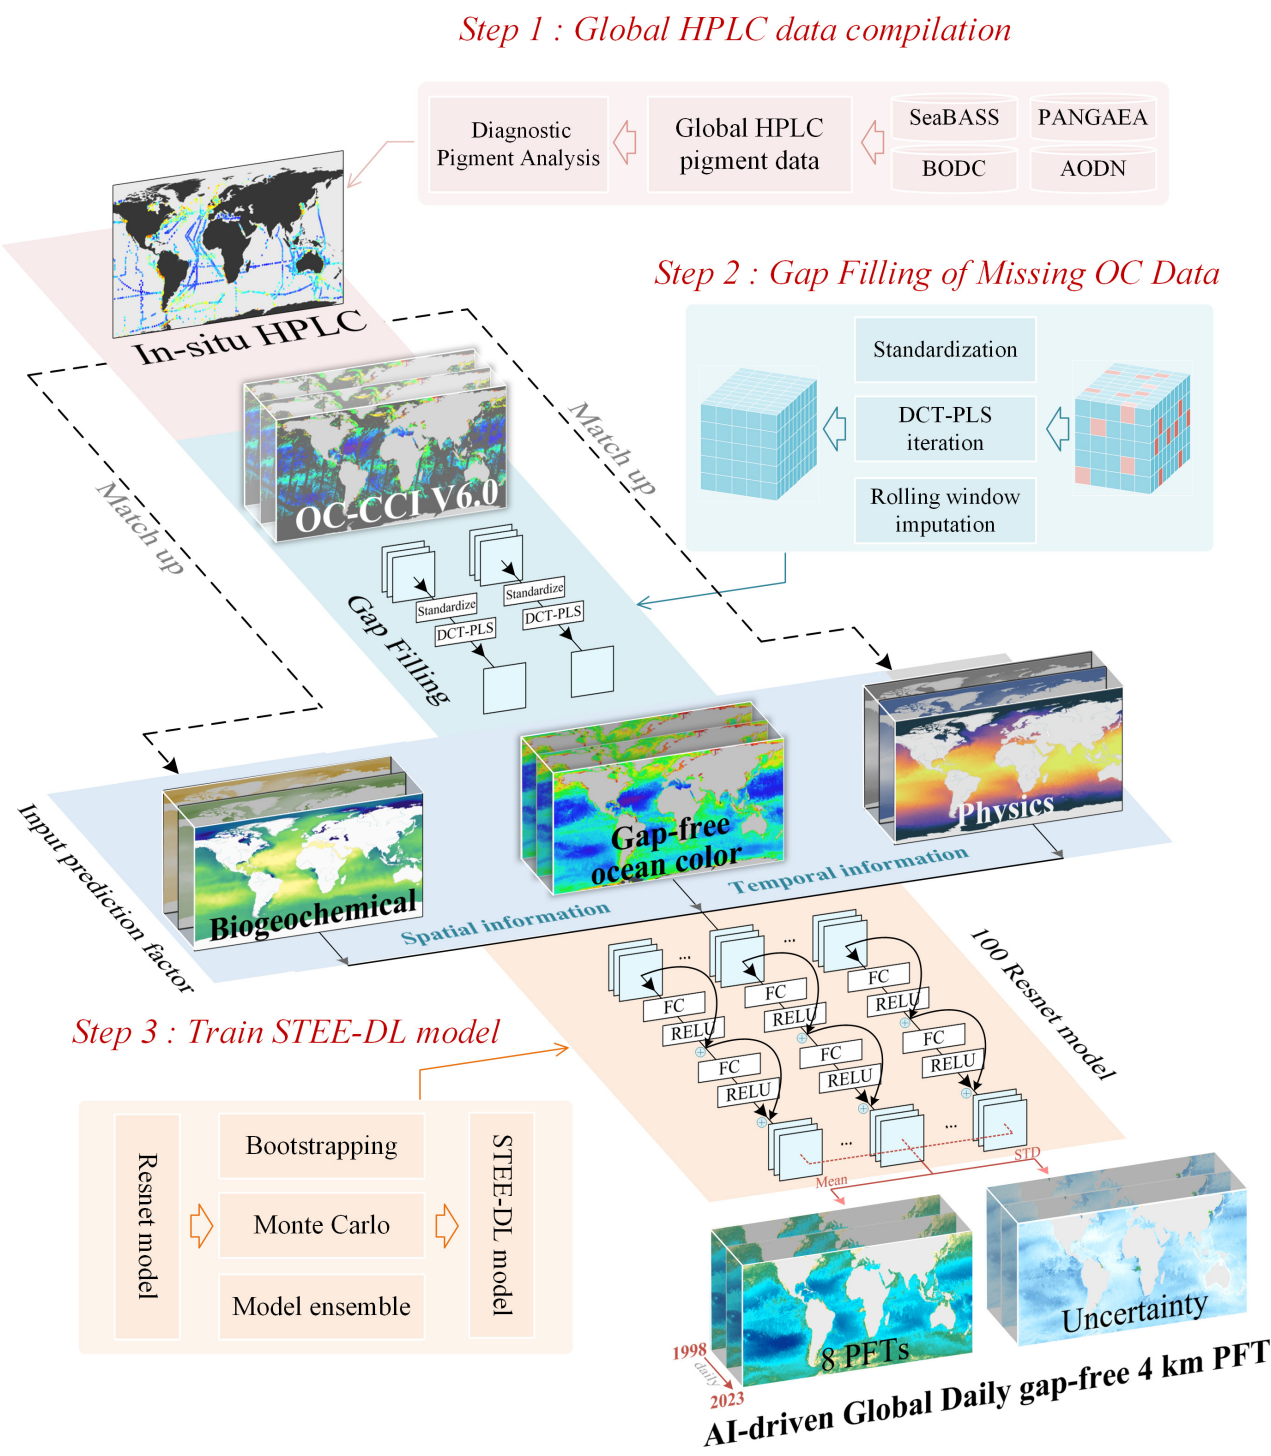 Step 1 : Global HPLC data compilation
Diagnostic
Pigment Analysis
Global HPLC
pigment data
SeaBASS
PANGAEA
BODC
AODN
In-situ HPLC
Step 2 : Gap Filling of Missing OC Data
Standardization
DCT-PLS
iteration
Rolling window
imputation
Match up
Match up
OC-CCI V6.0
Gap Filling
Standardize
DCT-PLS
Standardize
DCT-PLS
Input prediction factor
Biogeochemical
Gap-free
ocean color
Physics
Spatial information
Temporal information
100 Resnet model
...
...
FC
RELU
FC
RELU
FC
RELU
FC
RELU
FC
RELU
FC
RELU
...
...
Mean
STD
Step 3 : Train STEE-DL model
Resnet model
Bootstrapping
Monte Carlo
Model ensemble
STEE-DL model
8 PFTs
Uncertainty
1998
daily
2023
AI-driven Global Daily gap-free 4 km PFT